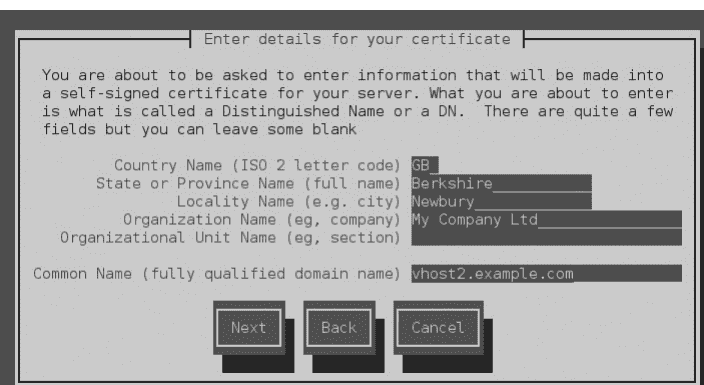 Enter details for your certificate
You are about to be asked to enter information that will be made into
a self-signed certificate for your server. What you are about to enter
is what is called a Distinguished Name or a DN. There are quite a few
fields but you can leave some blank
Country Name (ISO 2 letter code) GB_
State or Province Name (full name) Berkshire__________
Locality Name (e.g. city) Newbury____________
Organization Name (eg, company) My Company Ltd_______________
Organizational Unit Name (eg, section)
Common Name (fully qualified domain name) vhost2.example.com
Next Back Cancel